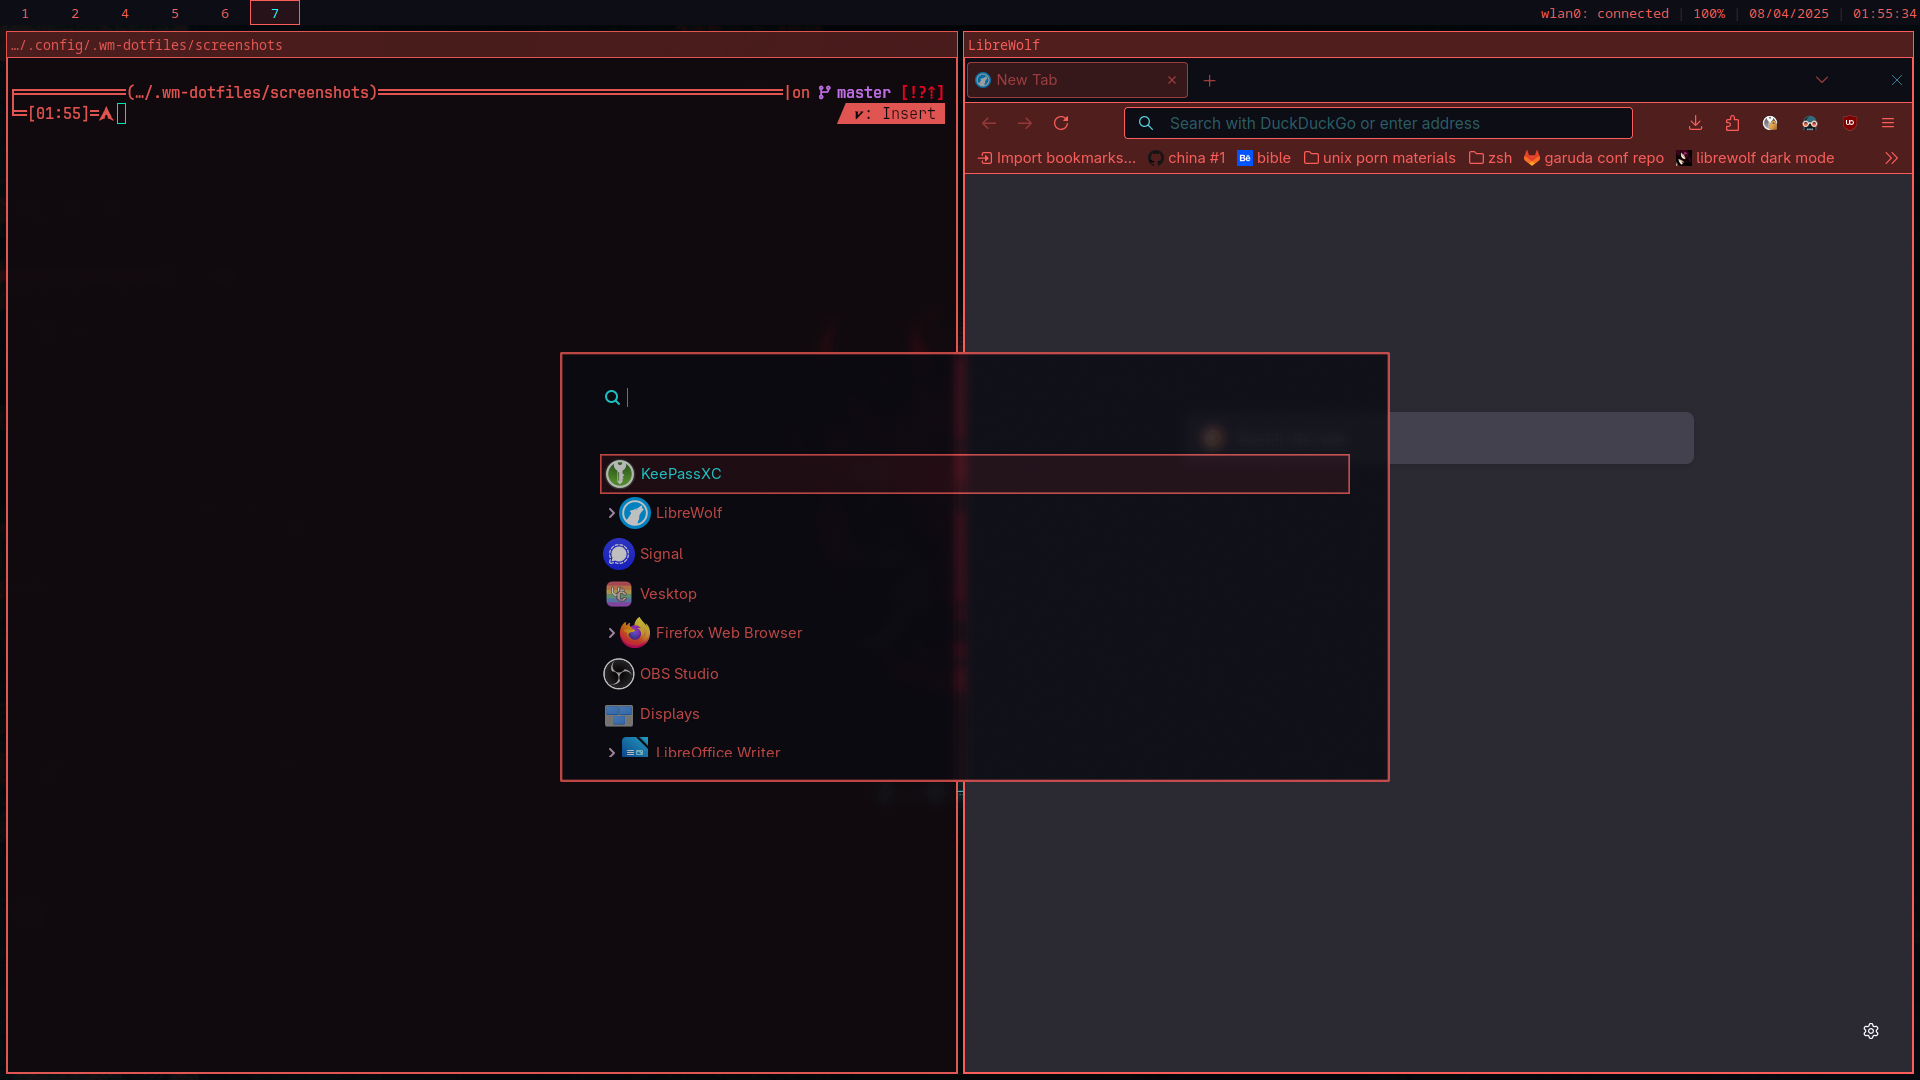 1 2 4 5 6 7 wlan0: connected | 100% | 08/04/2025 | 01:55:34
…/.config/.wm-dotfiles/screenshots
(…/.wm-dotfiles/screenshots) |on master [!?⇡]
[01:55]= v: Insert
LibreWolf
New Tab
Search with DuckDuckGo or enter address
Import bookmarks... china #1 Bē bible unix porn materials zsh garuda conf repo librewolf dark mode
KeePassXC
LibreWolf
Signal
Vesktop
Firefox Web Browser
OBS Studio
Displays
LibreOffice Writer